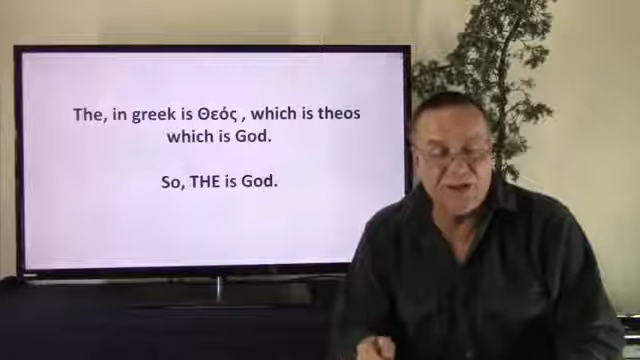 The, in greek is Θεός , which is theos
which is God.
So, THE is God.